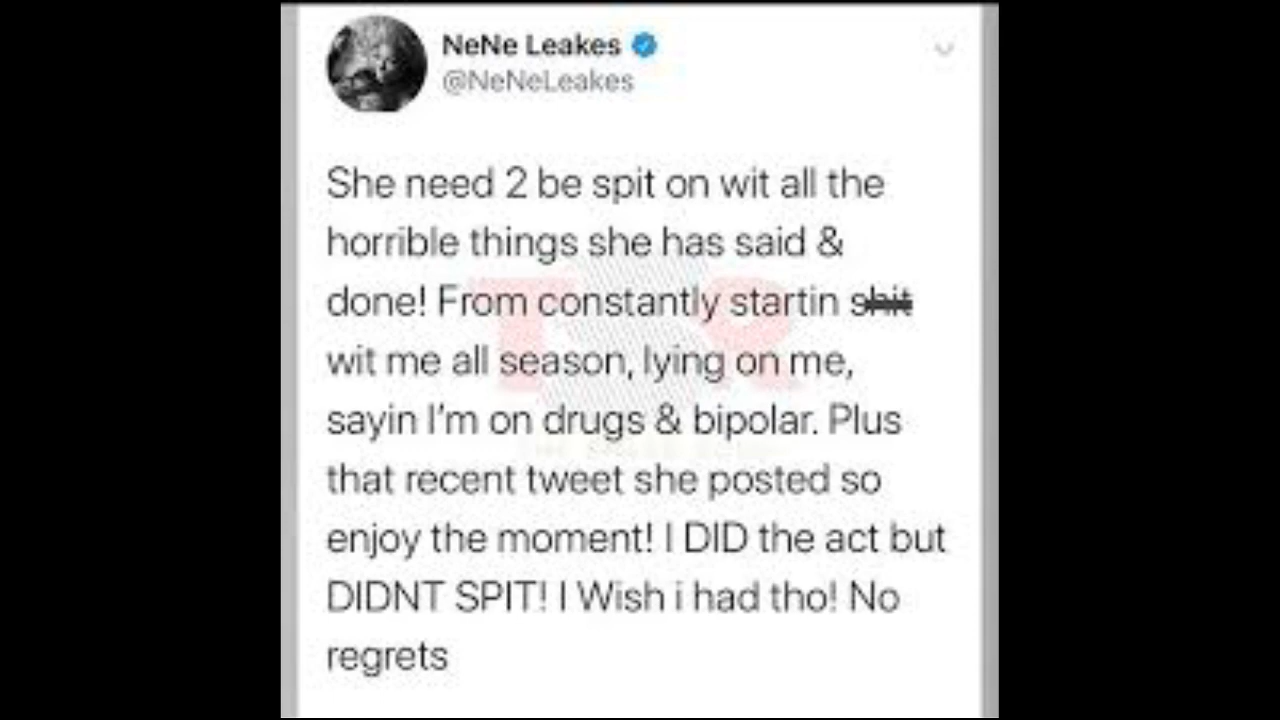 NeNe Leakes
@NeNeLeakes
She need 2 be spit on wit all the
horrible things she has said &
done! From constantly startin shit
wit me all season, lying on me,
sayin I'm on drugs & bipolar. Plus
that recent tweet she posted so
enjoy the moment! I DID the act but
DIDNT SPIT! I Wish i had tho! No
regrets
TSR